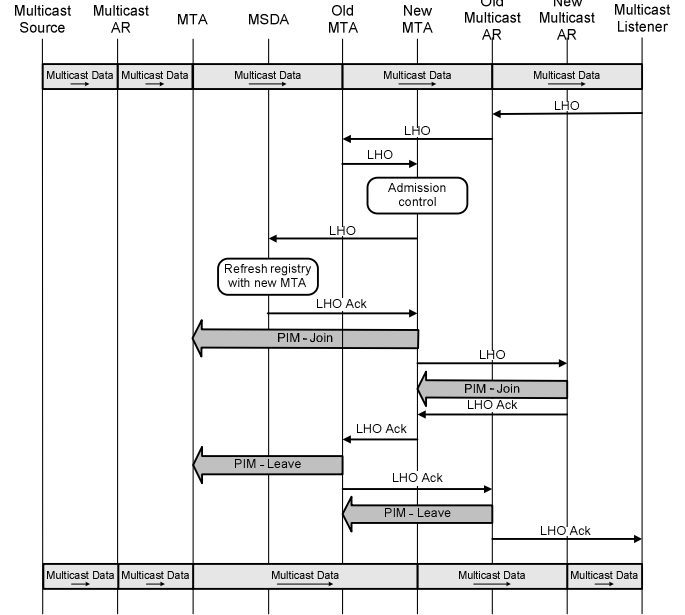 Multicast Source
Multicast AR
MTA
MSDA
Old MTA
New MTA
Old Multicast AR
New Multicast AR
Multicast Listener
Multicast Data
Multicast Data
Multicast Data
Multicast Data
Multicast Data
LHO
LHO
LHO
Admission
control
LHO
Refresh registry
with new MTA
LHO Ack
PIM - Join
LHO
PIM - Join
LHO Ack
LHO Ack
PIM - Leave
LHO Ack
PIM - Leave
LHO Ack
Multicast Data
Multicast Data
Multicast Data
Multicast Data
Multicast Data